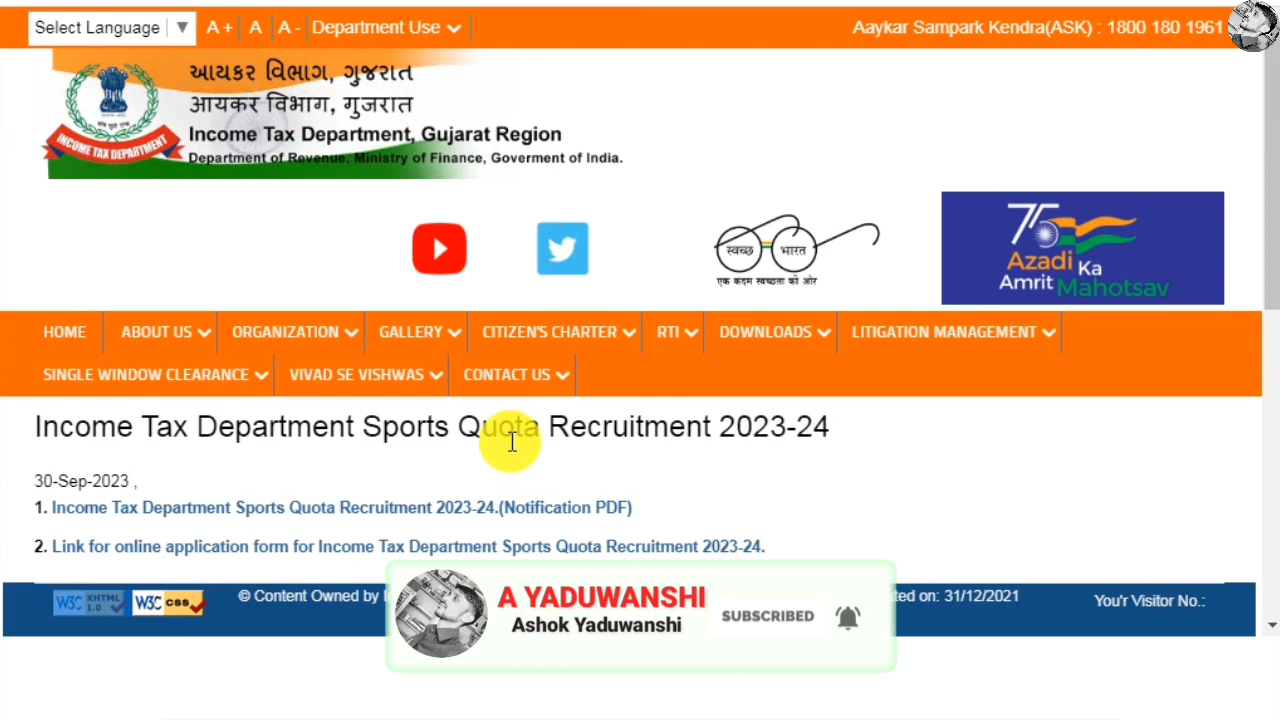 Select Language ▼ A + A A - Department Use Aaykar Sampark Kendra(ASK) : 1800 180 1961
આયકર વિભાગ, ગુજરાત
आयकर विभाग, गुजरात
Income Tax Department, Gujarat Region
Department of Revenue, Ministry of Finance, Goverment of India.
INCOME TAX DEPARTMENT
स्वच्छ भारत
एक कदम स्वच्छता की ओर
75
Azadi Ka
Amrit Mahotsav
HOME ABOUT US ORGANIZATION GALLERY CITIZEN'S CHARTER RTI DOWNLOADS LITIGATION MANAGEMENT
SINGLE WINDOW CLEARANCE VIVAD SE VISHWAS CONTACT US
Income Tax Department Sports Quota Recruitment 2023-24
30-Sep-2023 ,
1. Income Tax Department Sports Quota Recruitment 2023-24.(Notification PDF)
2. Link for online application form for Income Tax Department Sports Quota Recruitment 2023-24.
W3C XHTML 1.0 W3C CSS © Content Owned by on: 31/12/2021 You'r Visitor No.:
A YADUWANSHI
Ashok Yaduwanshi
SUBSCRIBED